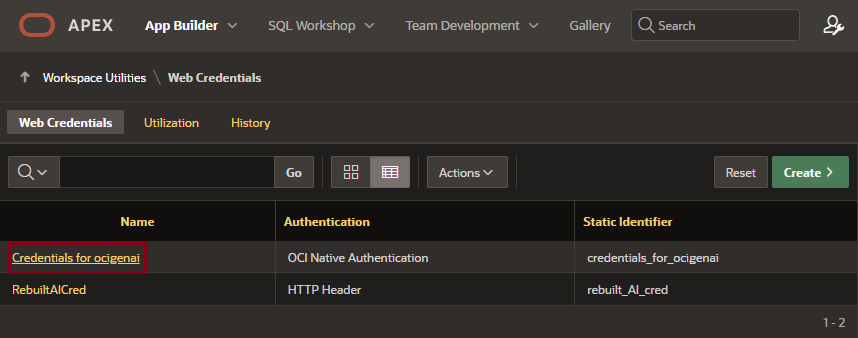 APEX App Builder SQL Workshop Team Development Gallery Search
Workspace Utilities \ Web Credentials
Web Credentials Utilization History
Go Actions Reset Create
Name Authentication Static Identifier
Credentials for ocigenai OCI Native Authentication credentials_for_ocigenai
RebuiltAICred HTTP Header rebuilt_AI_cred
1 - 2